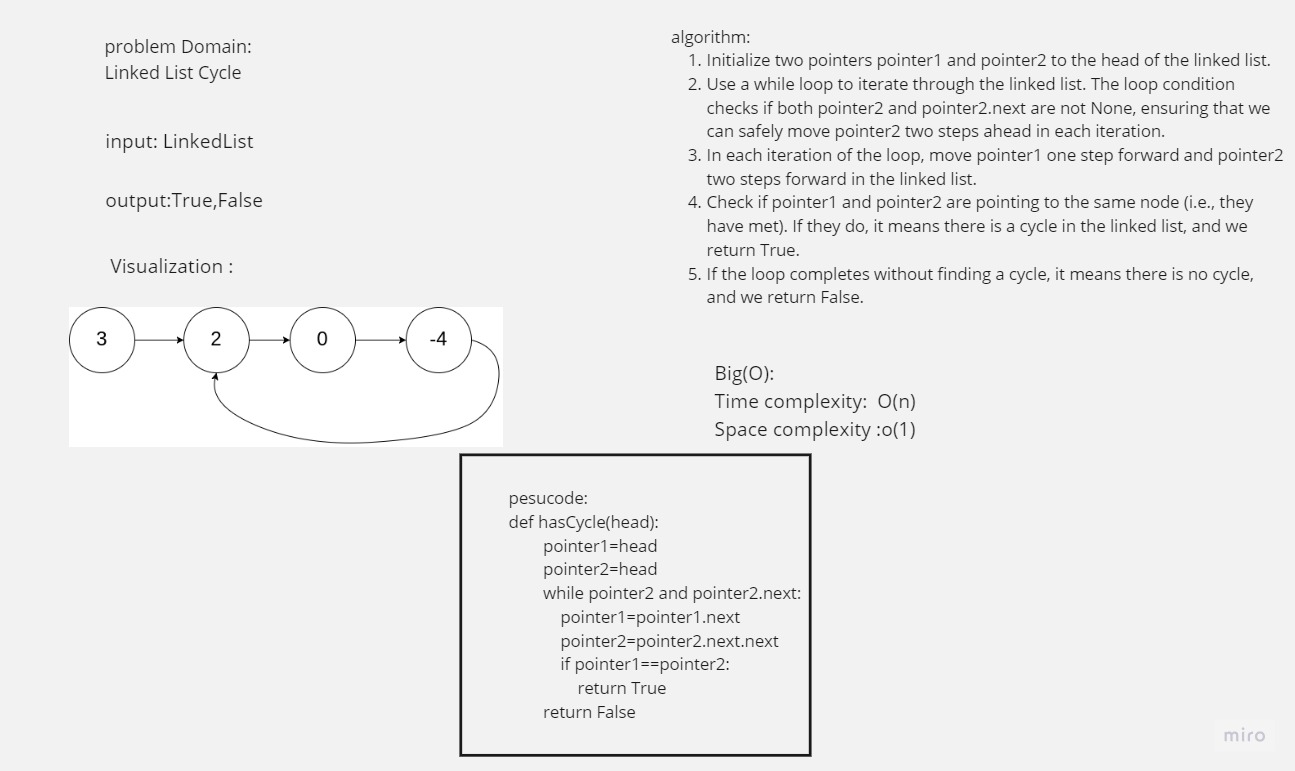 problem Domain:
Linked List Cycle
input: LinkedList
output:True,False
Visualization :
3
2
0
-4
algorithm:
1. Initialize two pointers pointer1 and pointer2 to the head of the linked list.
2. Use a while loop to iterate through the linked list. The loop condition
checks if both pointer2 and pointer2.next are not None, ensuring that we
can safely move pointer2 two steps ahead in each iteration.
3. In each iteration of the loop, move pointer1 one step forward and pointer2
two steps forward in the linked list.
4. Check if pointer1 and pointer2 are pointing to the same node (i.e., they
have met). If they do, it means there is a cycle in the linked list, and we
return True.
5. If the loop completes without finding a cycle, it means there is no cycle,
and we return False.
Big(O):
Time complexity:  O(n)
Space complexity :o(1)
pesucode:
def hasCycle(head):
pointer1=head
pointer2=head
while pointer2 and pointer2.next:
pointer1=pointer1.next
pointer2=pointer2.next.next
if pointer1==pointer2:
return True
return False
miro